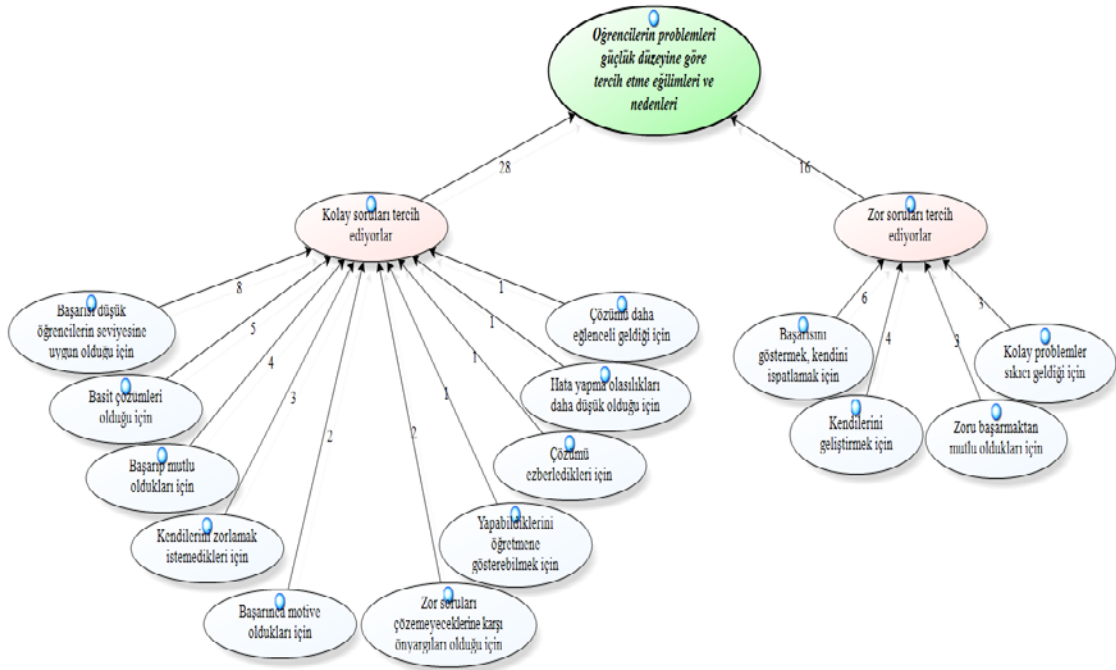 Öğrencilerin problemleri
güçlük düzeyine göre
tercih etme eğilimleri ve
nedenleri
28
16
Kolay soruları tercih
ediyorlar
Zor soruları tercih
ediyorlar
8
5
4
3
2
2
1
1
1
1
6
4
3
3
Başarısı düşük
öğrencilerin seviyesine
uygun olduğu için
Basit çözümleri
olduğu için
Başarıp mutlu
oldukları için
Kendilerini zorlamak
istemedikleri için
Başarınca motive
oldukları için
Zor soruları
çözemeyeceklerine karşı
önyargıları olduğu için
Yapabildiklerini
öğretmene
gösterebilmek için
Çözümü
ezberledikleri için
Hata yapma olasılıkları
daha düşük olduğu için
Çözümü daha
eğlenceli geldiği için
Başarısını
göstermek, kendini
ispatlamak için
Kendilerini
geliştirmek için
Zoru başarmaktan
mutlu oldukları için
Kolay problemler
sıkıcı geldiği için